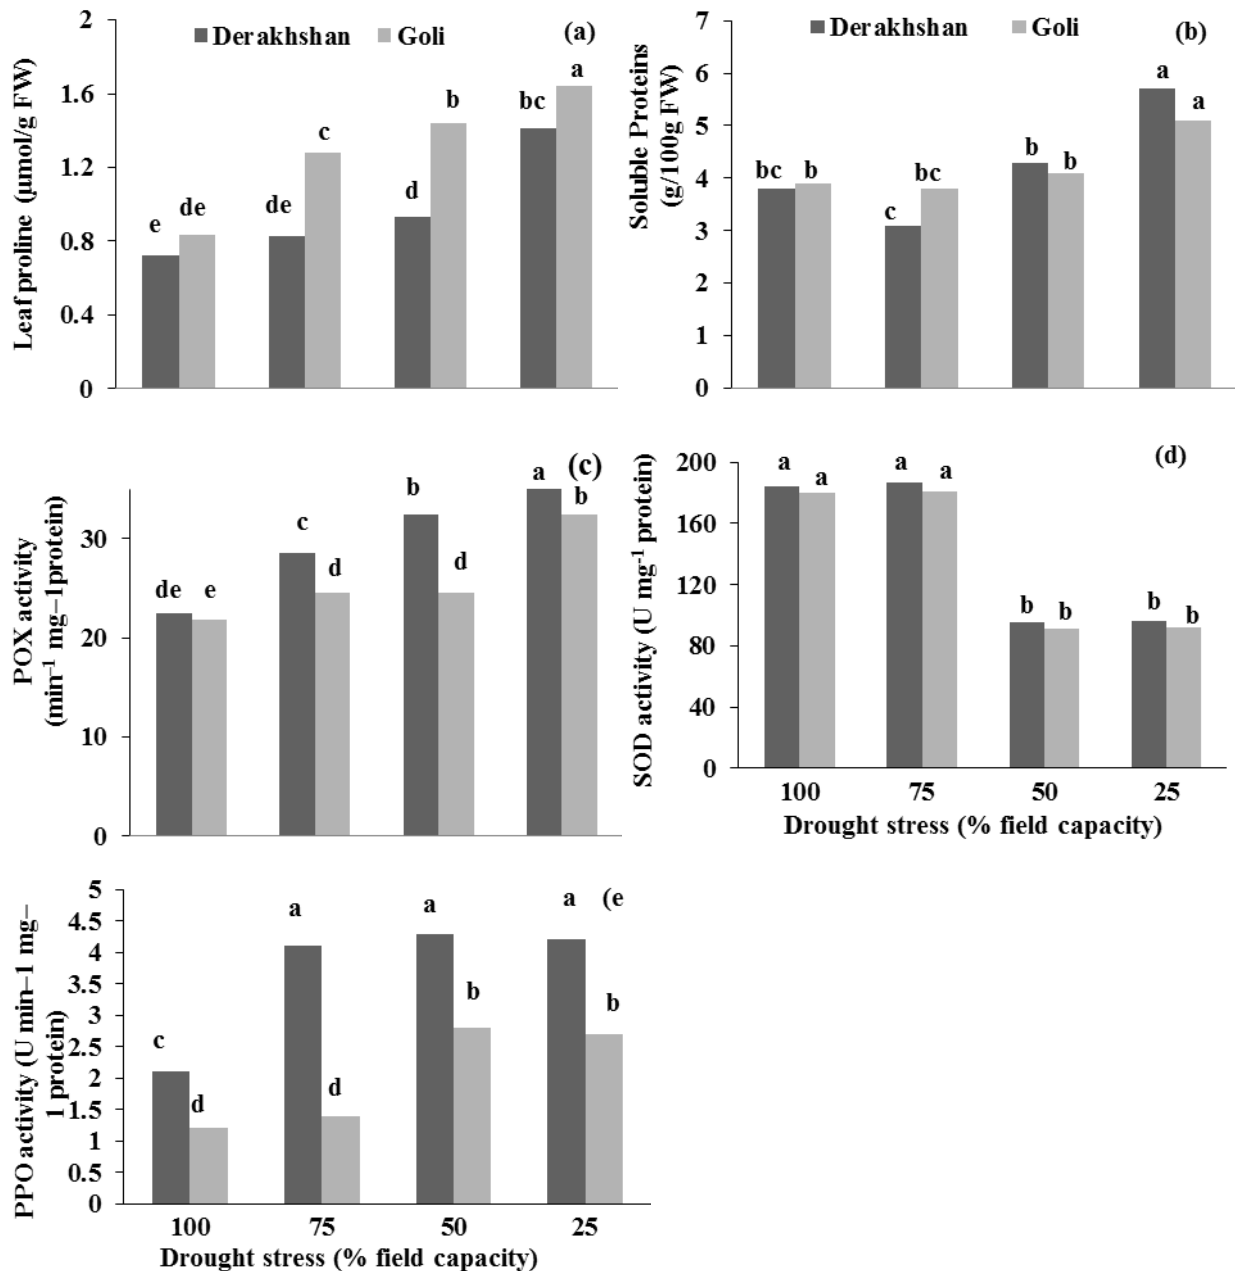 Leaf proline (µmol/g FW)
2
1.6
1.2
0.8
0.4
0
Derakhshan Goli (a)
e de de c d b bc a
Soluble Proteins
(g/100g FW)
7
6
5
4
3
2
1
0
Derakhshan Goli (b)
bc b c bc b b a a
POX activity
(min⁻¹ mg–1protein)
30
20
10
0
(c)
de e c d b d a b
SOD activity (U mg⁻¹ protein)
200
160
120
80
40
0
(d)
a a a a b b b b
100 75 50 25
Drought stress (% field capacity)
PPO activity (U min–1 mg–
1 protein)
5
4.5
4
3.5
3
2.5
2
1.5
1
0.5
0
(e
c d a d a b a b
100 75 50 25
Drought stress (% field capacity)